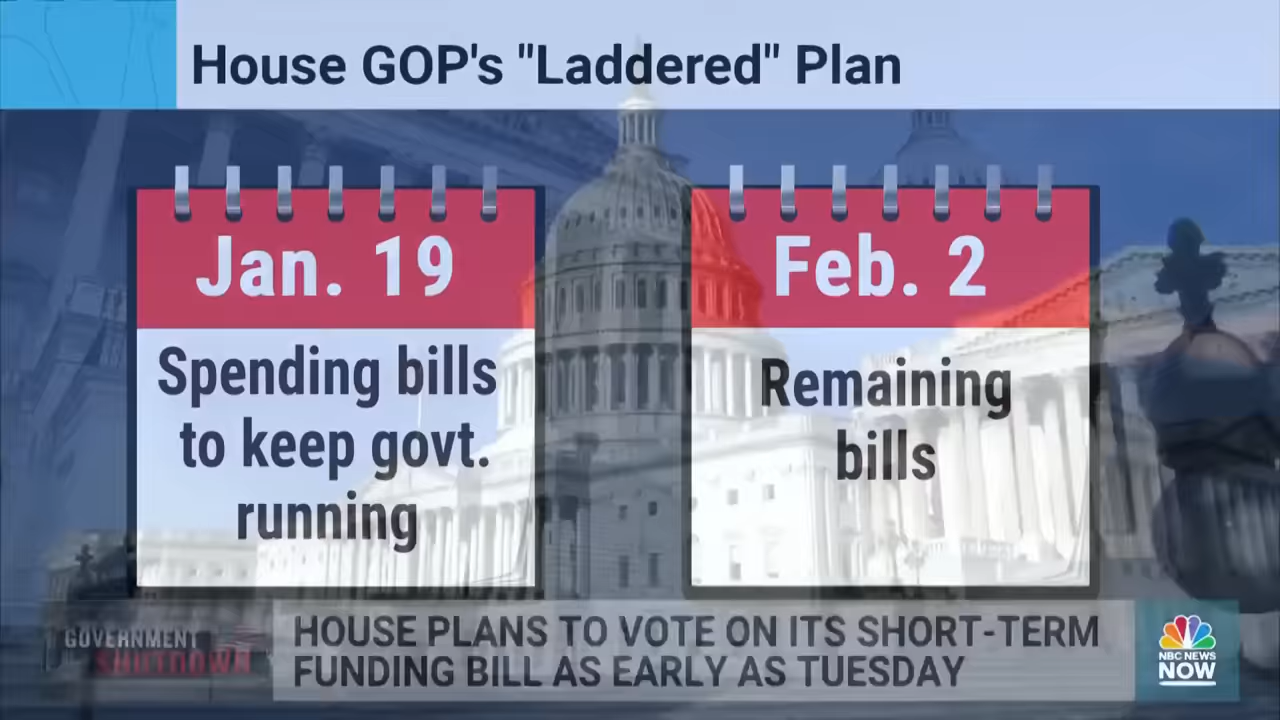 House GOP's "Laddered" Plan
Jan. 19
Spending bills
to keep govt.
running
Feb. 2
Remaining
bills
GOVERNMENT
SHUTDOWN
HOUSE PLANS TO VOTE ON ITS SHORT-TERM
FUNDING BILL AS EARLY AS TUESDAY
NBC NEWS
NOW